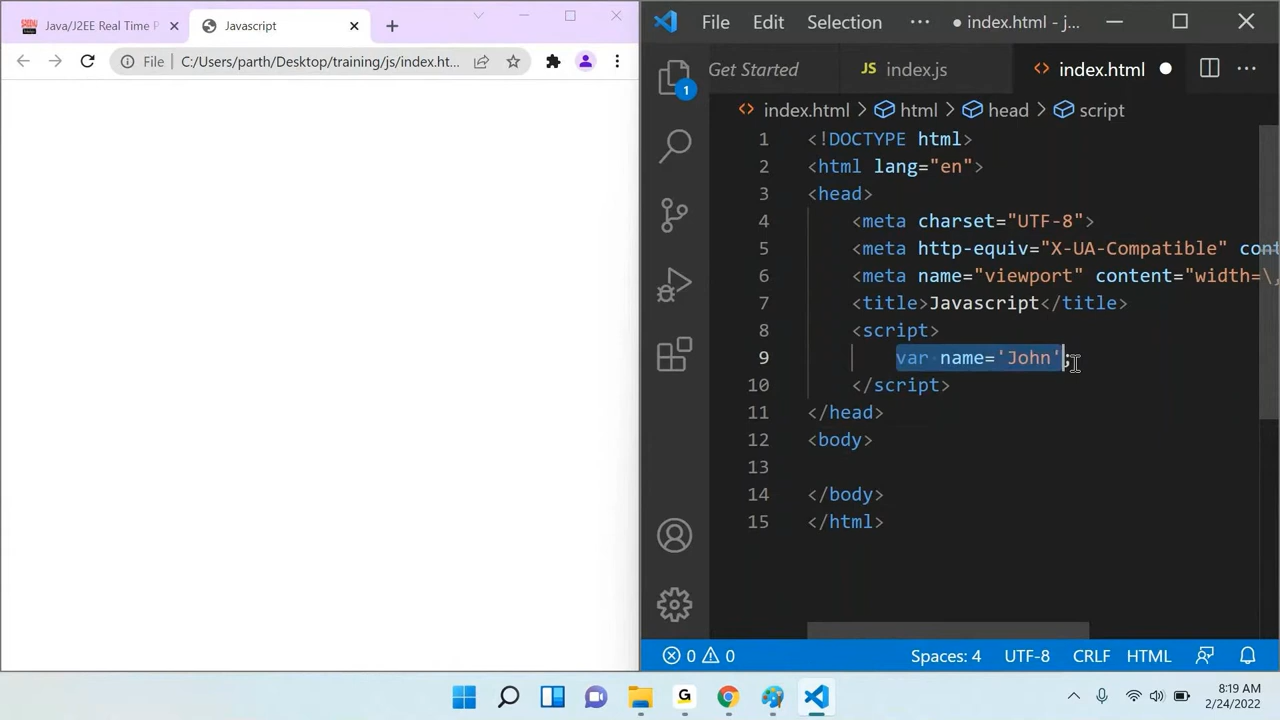 Java/J2EE Real Time P
Javascript
File C:/Users/parth/Desktop/training/js/index.ht...
File Edit Selection ··· ● index.html - j...
Get Started JS index.js <> index.html ● ···
1
<> index.html > html > head > script
1 <!DOCTYPE html>
2 <html lang="en">
3 <head>
4 <meta charset="UTF-8">
5 <meta http-equiv="X-UA-Compatible" cont
6 <meta name="viewport" content="width=\,
7 <title>Javascript</title>
8 <script>
9 var name='John';
10 </script>
11 </head>
12 <body>
13
14 </body>
15 </html>
0 0 Spaces: 4 UTF-8 CRLF HTML
G
8:19 AM
2/24/2022